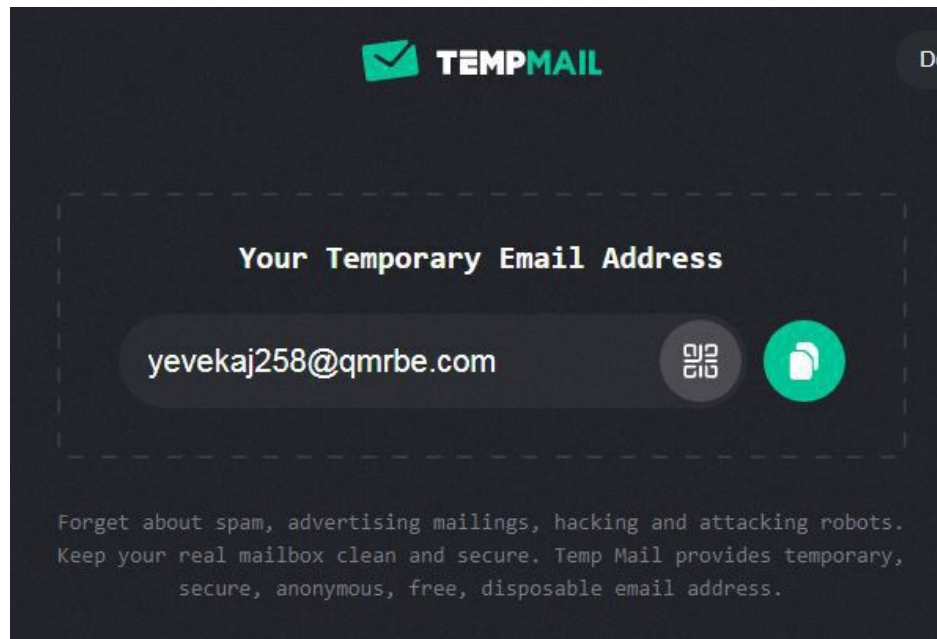 TEMPMAIL
Your Temporary Email Address
yevekaj258@qmrbe.com
Forget about spam, advertising mailings, hacking and attacking robots.
Keep your real mailbox clean and secure. Temp Mail provides temporary,
secure, anonymous, free, disposable email address.